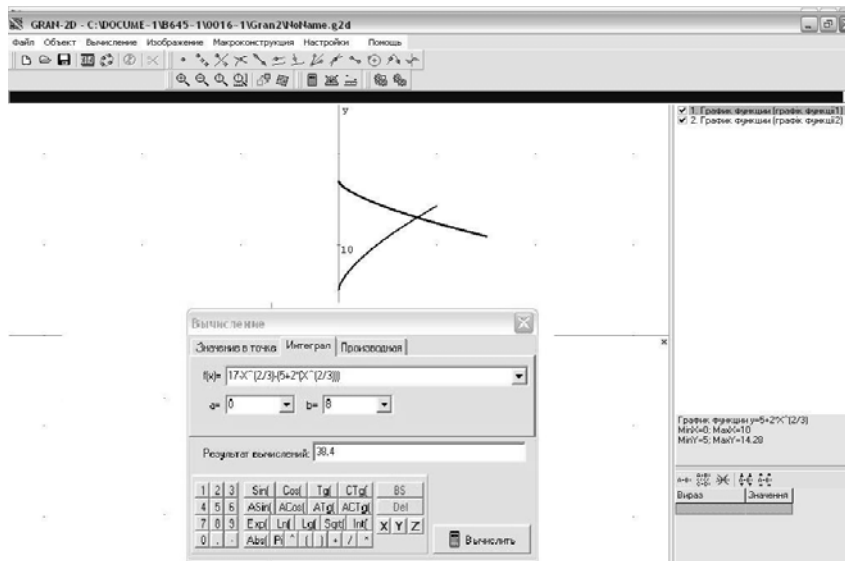 GRAN-2D - C:\DOCUME~1\B645~1\0016~1\Gran2\NoName.g2d
Файл Объект Вычисление Изображение Макроконструкция Настройки Помощь
y
1. График функции (графік функції1)
2. График функции (графік функції2)
10
x
Вычисление
Значение в точке Интеграл Производная
f(x)= 17-X^(2/3)-(5+2*(X^(2/3)))
a= 0 b= 8
Результат вычислений: 38,4
1 2 3 Sin( Cos( Tg( CTg( BS
4 5 6 ASin( ACos( ATg( ACTg( Del
7 8 9 Exp( Ln( Lg( Sqrt( Int( X Y Z
0 . - Abs( Pi ^ ( ) + / *
Вычислить
График функции y=5+2*X^(2/3)
MinX=0; MaxX=10
MinY=5; MaxY=14.28
Вираз Значення